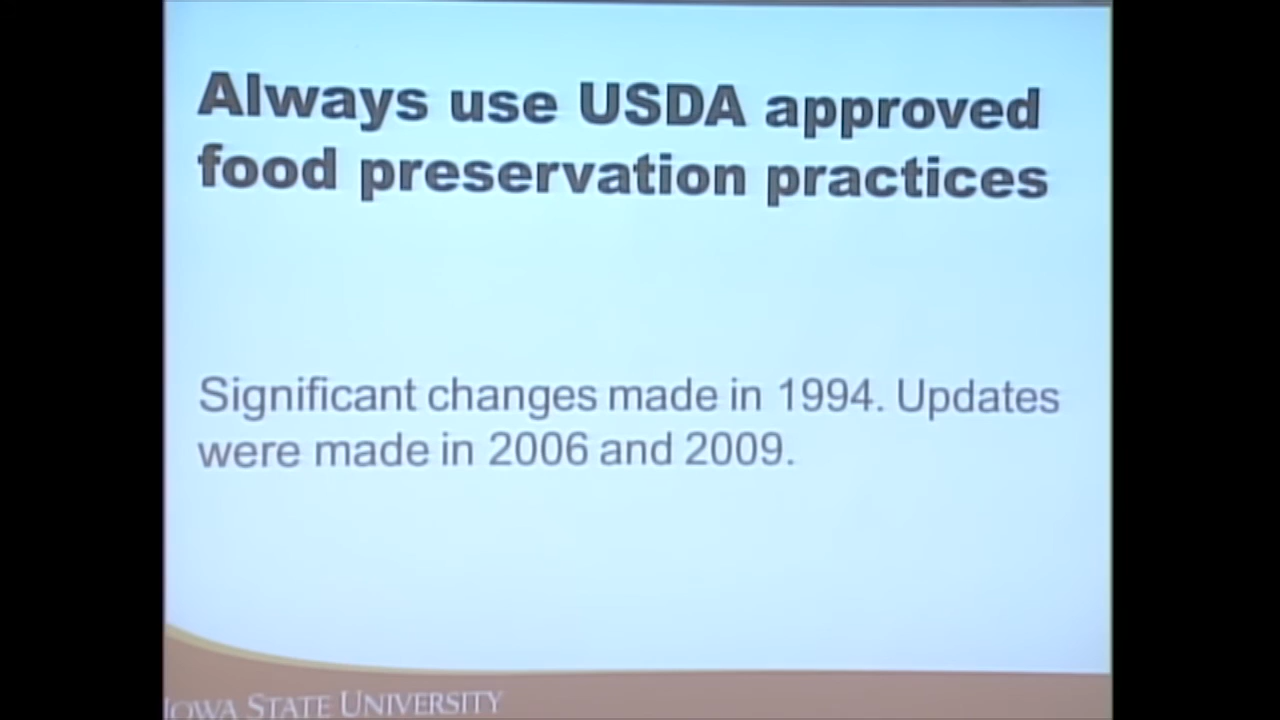 Always use USDA approved
food preservation practices
Significant changes made in 1994. Updates
were made in 2006 and 2009.
IOWA STATE UNIVERSITY